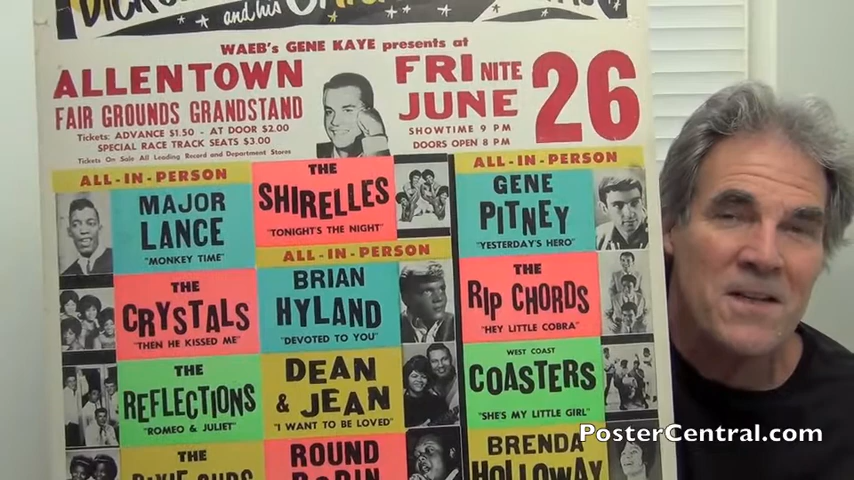 and his
WAEB's GENE KAYE presents at
ALLENTOWN
FAIR GROUNDS GRANDSTAND
Tickets: ADVANCE $1.50 - AT DOOR $2.00
SPECIAL RACE TRACK SEATS $3.00
Tickets On Sale All Leading Record and Department Stores
FRI NITE
JUNE
26
SHOWTIME 9 PM
DOORS OPEN 8 PM
ALL-IN-PERSON
MAJOR
LANCE
"MONKEY TIME"
THE
CRYSTALS
"THEN HE KISSED ME"
THE
REFLECTIONS
"ROMEO & JULIET"
THE
DIXIE CUPS
THE
SHIRELLES
"TONIGHT'S THE NIGHT"
ALL-IN-PERSON
BRIAN
HYLAND
"DEVOTED TO YOU"
DEAN
& JEAN
"I WANT TO BE LOVED"
ROUND
ROBIN
ALL-IN-PERSON
GENE
PITNEY
"YESTERDAY'S HERO"
THE
RIP CHORDS
"HEY LITTLE COBRA"
WEST COAST
COASTERS
"SHE'S MY LITTLE GIRL"
BRENDA
HOLLOWAY
PosterCentral.com